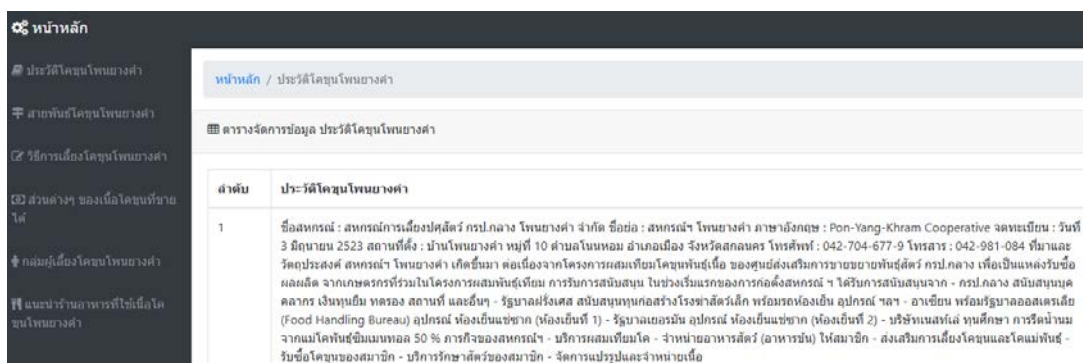 หน้าหลัก
ประวัติโคขุนโพนยางคำ
หน้าหลัก / ประวัติโคขุนโพนยางคำ
สายพันธ์โคขุนโพนยางคำ
ตารางจัดการข้อมูล ประวัติโคขุนโพนยางคำ
วิธีการเลี้ยงโคขุนโพนยางคำ
ส่วนต่างๆ ของเนื้อโคขุนที่ขาย
ได้
กลุ่มผู้เลี้ยงโคขุนโพนยางคำ
แนะนำร้านอาหารที่ใช้เนื้อโค
ขุนโพนยางคำ
ลำดับ ประวัติโคขุนโพนยางคำ
1 ชื่อสหกรณ์ : สหกรณ์การเลี้ยงปศุสัตว์ กรป.กลาง โพนยางคำ จำกัด ชื่อย่อ : สหกรณ์ฯ โพนยางคำ ภาษาอังกฤษ : Pon-Yang-Khram Cooperative จดทะเบียน : วันที่
3 มิถุนายน 2523 สถานที่ตั้ง : บ้านโพนยางคำ หมู่ที่ 10 ตำบลโนนหอม อำเภอเมือง จังหวัดสกลนคร โทรศัพท์ : 042-704-677-9 โทรสาร : 042-981-084 ที่มาและ
วัตถุประสงค์ สหกรณ์ฯ โพนยางคำ เกิดขึ้นมา ต่อเนื่องจากโครงการผสมเทียมโคขุนพันธุ์เนื้อ ของศูนย์ส่งเสริมการขายขยายพันธุ์สัตว์ กรป.กลาง เพื่อเป็นแหล่งรับซื้อ
ผลผลิต จากเกษตรกรที่ร่วมในโครงการผสมพันธุ์เทียม การรับการสนับสนุน ในช่วงเริ่มแรกของการก่อตั้งสหกรณ์ ฯ ได้รับการสนับสนุนจาก - กรป.กลาง สนับสนุนบุค
คลากร เงินทุนยืม ทดรอง สถานที่ และอื่นๆ - รัฐบาลฝรั่งเศส สนับสนุนทุนก่อสร้างโรงฆ่าสัตว์เล็ก พร้อมรถห้องเย็น อุปกรณ์ ฯลฯ - อาเซียน พร้อมรัฐบาลออสเตรเลีย
(Food Handling Bureau) อุปกรณ์ ห้องเย็นแช่ซาก (ห้องเย็นที่ 1) - รัฐบาลเยอรมัน อุปกรณ์ ห้องเย็นแช่ซาก (ห้องเย็นที่ 2) - บริษัทเนสท์เล่ ทุนศึกษา การรีดน้ำนม
จากแม่โคพันธุ์ซิมเมนทอล 50 % ภารกิจของสหกรณ์ฯ - บริการผสมเทียมโค - จำหน่ายอาหารสัตว์ (อาหารข้น) ให้สมาชิก - ส่งเสริมการเลี้ยงโคขุนและโคแม่พันธุ์ -
รับซื้อโคขุนของสมาชิก - บริการรักษาสัตว์ของสมาชิก - จัดการแปรรูปและจำหน่ายเนื้อ